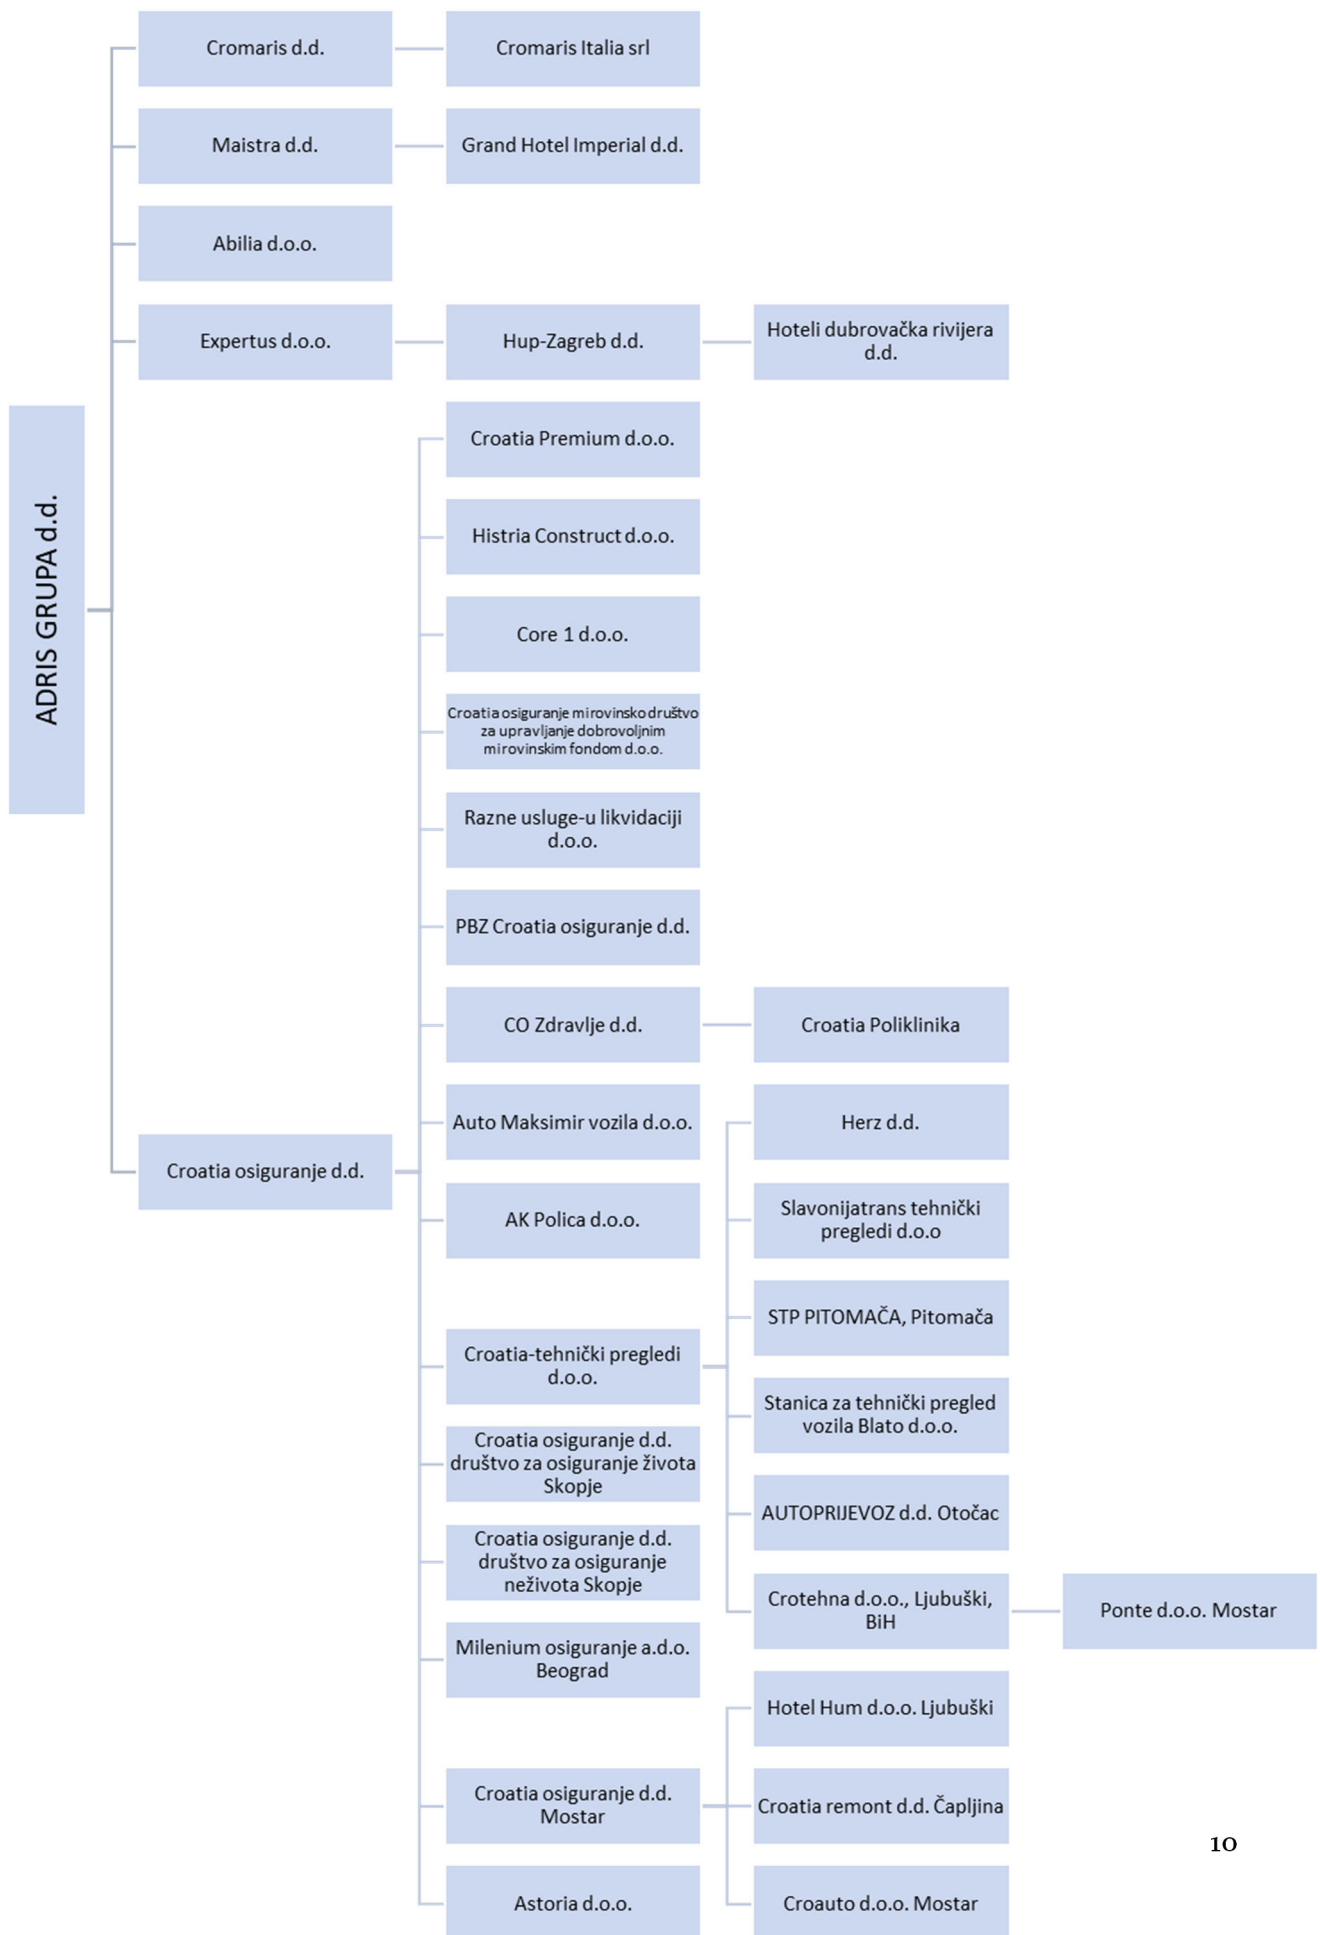 ADRIS GRUPA d.d.
Cromaris d.d.
Cromaris Italia srl
Maistra d.d.
Grand Hotel Imperial d.d.
Abilia d.o.o.
Expertus d.o.o.
Hup-Zagreb d.d.
Hoteli dubrovačka rivijera
d.d.
Croatia osiguranje d.d.
Croatia Premium d.o.o.
Histria Construct d.o.o.
Core 1 d.o.o.
Croatia osiguranje mirovinsko društvo
za upravljanje dobrovoljnim
mirovinskim fondom d.o.o.
Razne usluge-u likvidaciji
d.o.o.
PBZ Croatia osiguranje d.d.
CO Zdravlje d.d.
Croatia Poliklinika
Auto Maksimir vozila d.o.o.
AK Polica d.o.o.
Croatia-tehnički pregledi
d.o.o.
Herz d.d.
Slavonijatrans tehnički
pregledi d.o.o
STP PITOMAČA, Pitomača
Stanica za tehnički pregled
vozila Blato d.o.o.
AUTOPRIJEVOZ d.d. Otočac
Crotehna d.o.o., Ljubuški,
BiH
Ponte d.o.o. Mostar
Croatia osiguranje d.d.
društvo za osiguranje života
Skopje
Croatia osiguranje d.d.
društvo za osiguranje
neživota Skopje
Milenium osiguranje a.d.o.
Beograd
Croatia osiguranje d.d.
Mostar
Hotel Hum d.o.o. Ljubuški
Croatia remont d.d. Čapljina
Croauto d.o.o. Mostar
Astoria d.o.o.
10